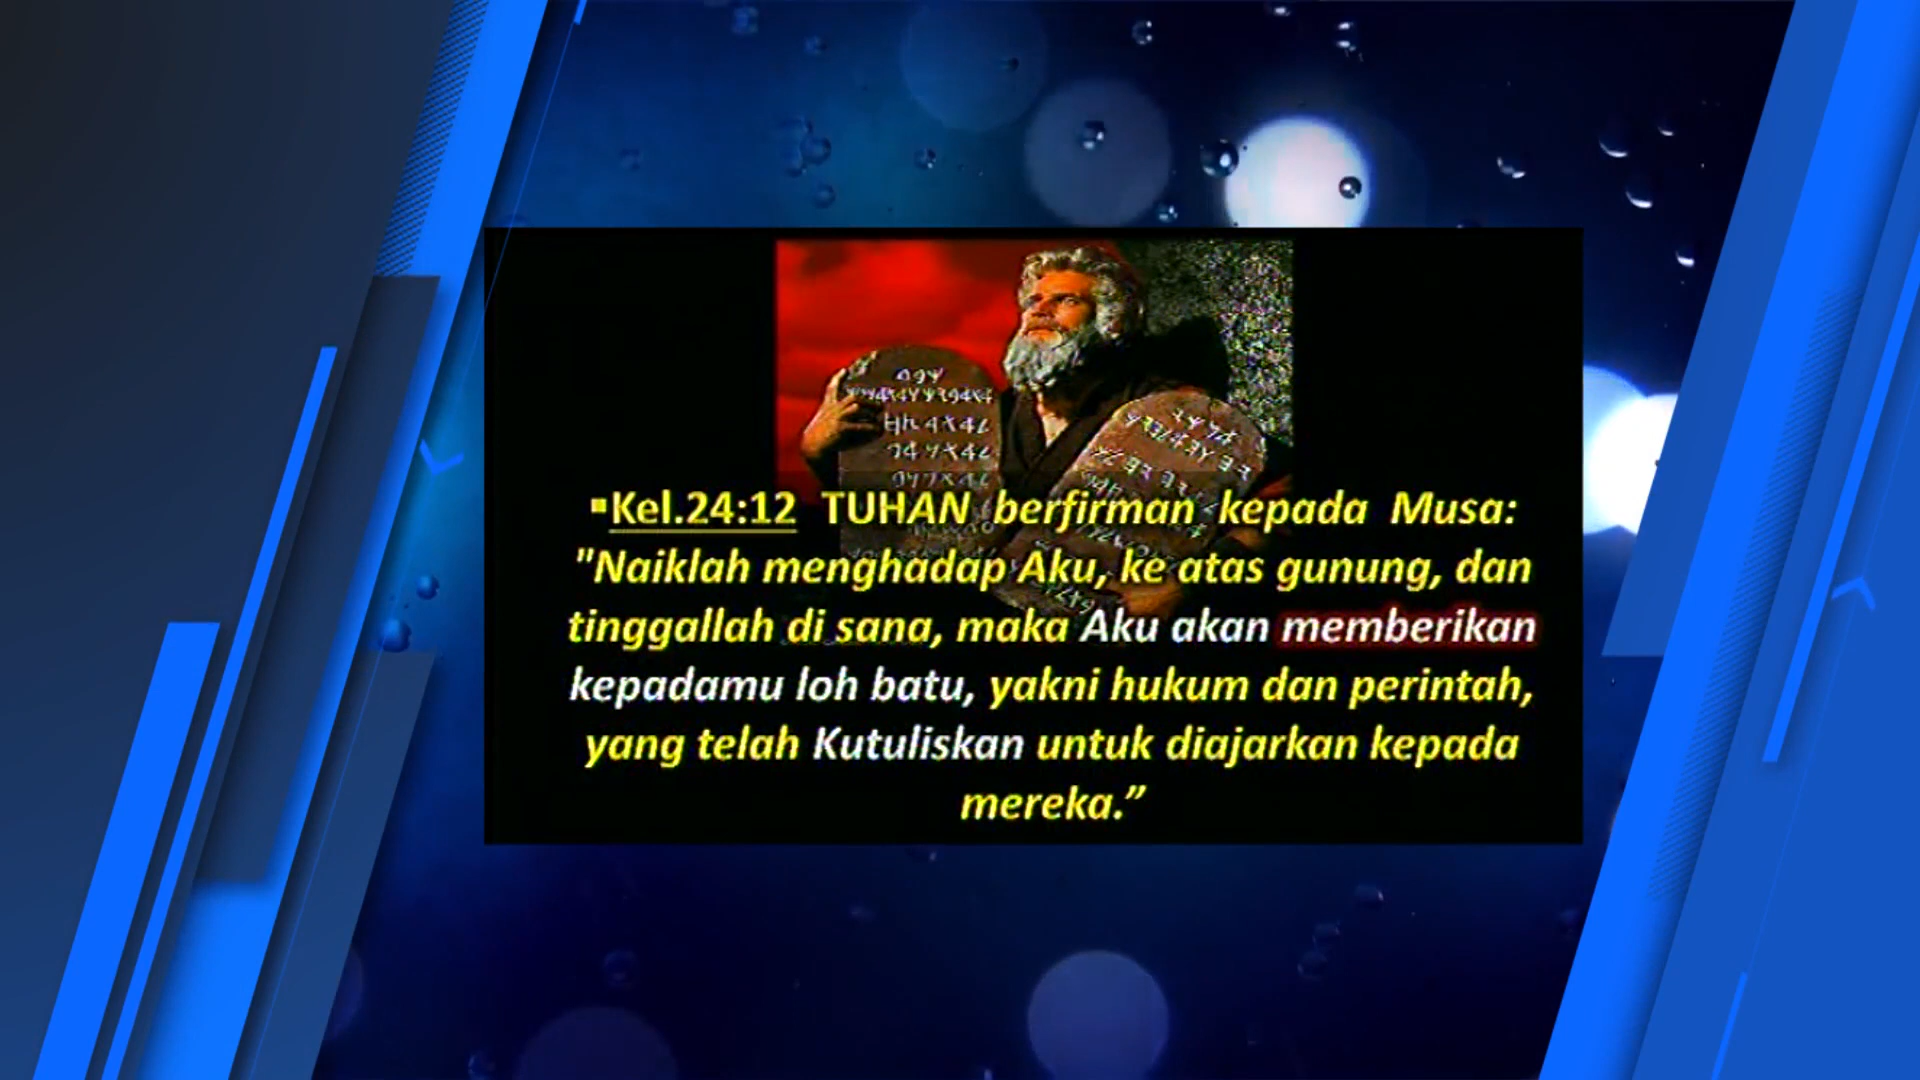 ▪Kel.24:12 TUHAN berfirman kepada Musa:
"Naiklah menghadap Aku, ke atas gunung, dan
tinggallah di sana, maka Aku akan memberikan
kepadamu loh batu, yakni hukum dan perintah,
yang telah Kutuliskan untuk diajarkan kepada
mereka.”